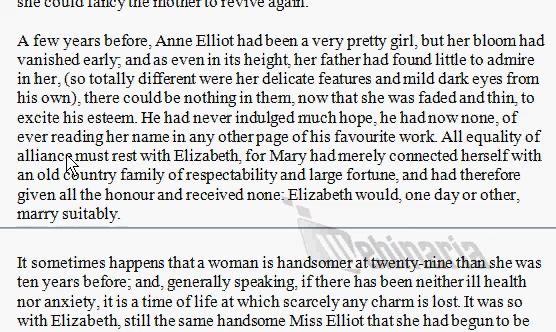 she could fancy the mother to revive again.
A few years before, Anne Elliot had been a very pretty girl, but her bloom had
vanished early; and as even in its height, her father had found little to admire
in her, (so totally different were her delicate features and mild dark eyes from
his own), there could be nothing in them, now that she was faded and thin, to
excite his esteem. He had never indulged much hope, he had now none, of
ever reading her name in any other page of his favourite work. All equality of
alliance must rest with Elizabeth, for Mary had merely connected herself with
an old country family of respectability and large fortune, and had therefore
given all the honour and received none: Elizabeth would, one day or other,
marry suitably.
Webinaria
It sometimes happens that a woman is handsomer at twenty-nine than she was
ten years before; and, generally speaking, if there has been neither ill health
nor anxiety, it is a time of life at which scarcely any charm is lost. It was so
with Elizabeth, still the same handsome Miss Elliot that she had begun to be